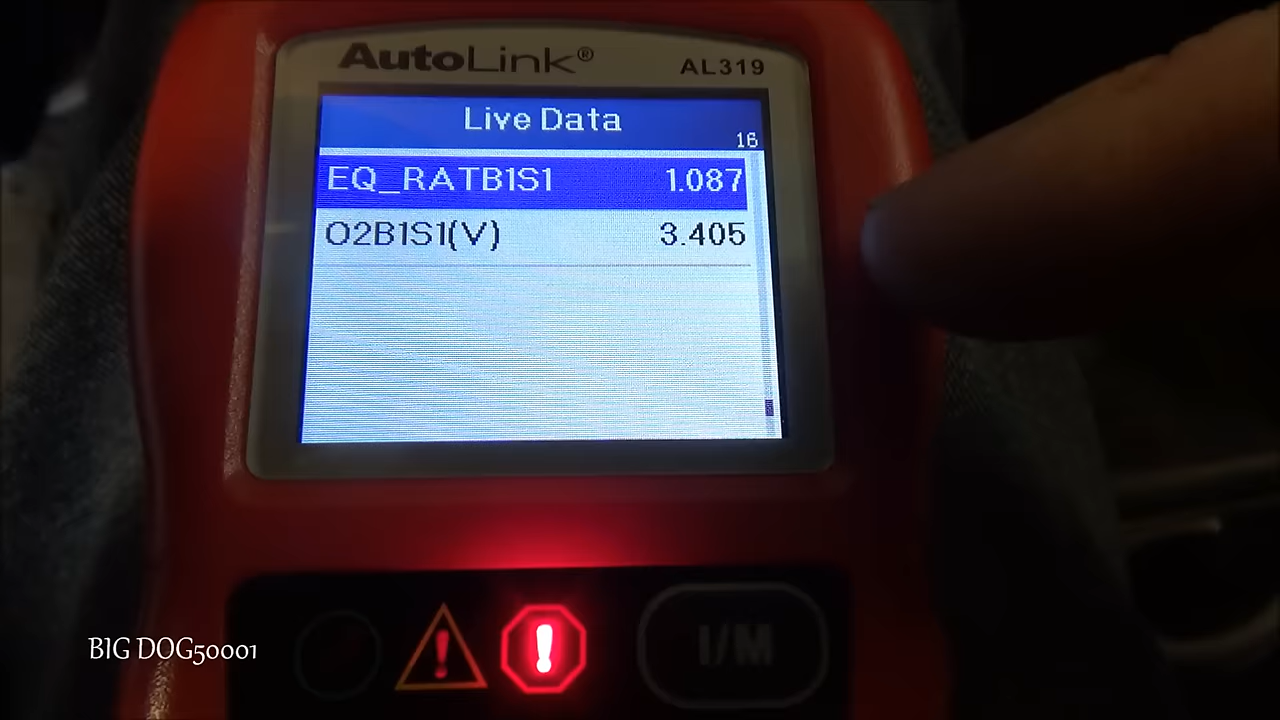 AutoLink®
AL319
Live Data
16
EQ_RATB1S1 1.087
O2B1S1(V) 3.405
I/M
BIG DOG50001